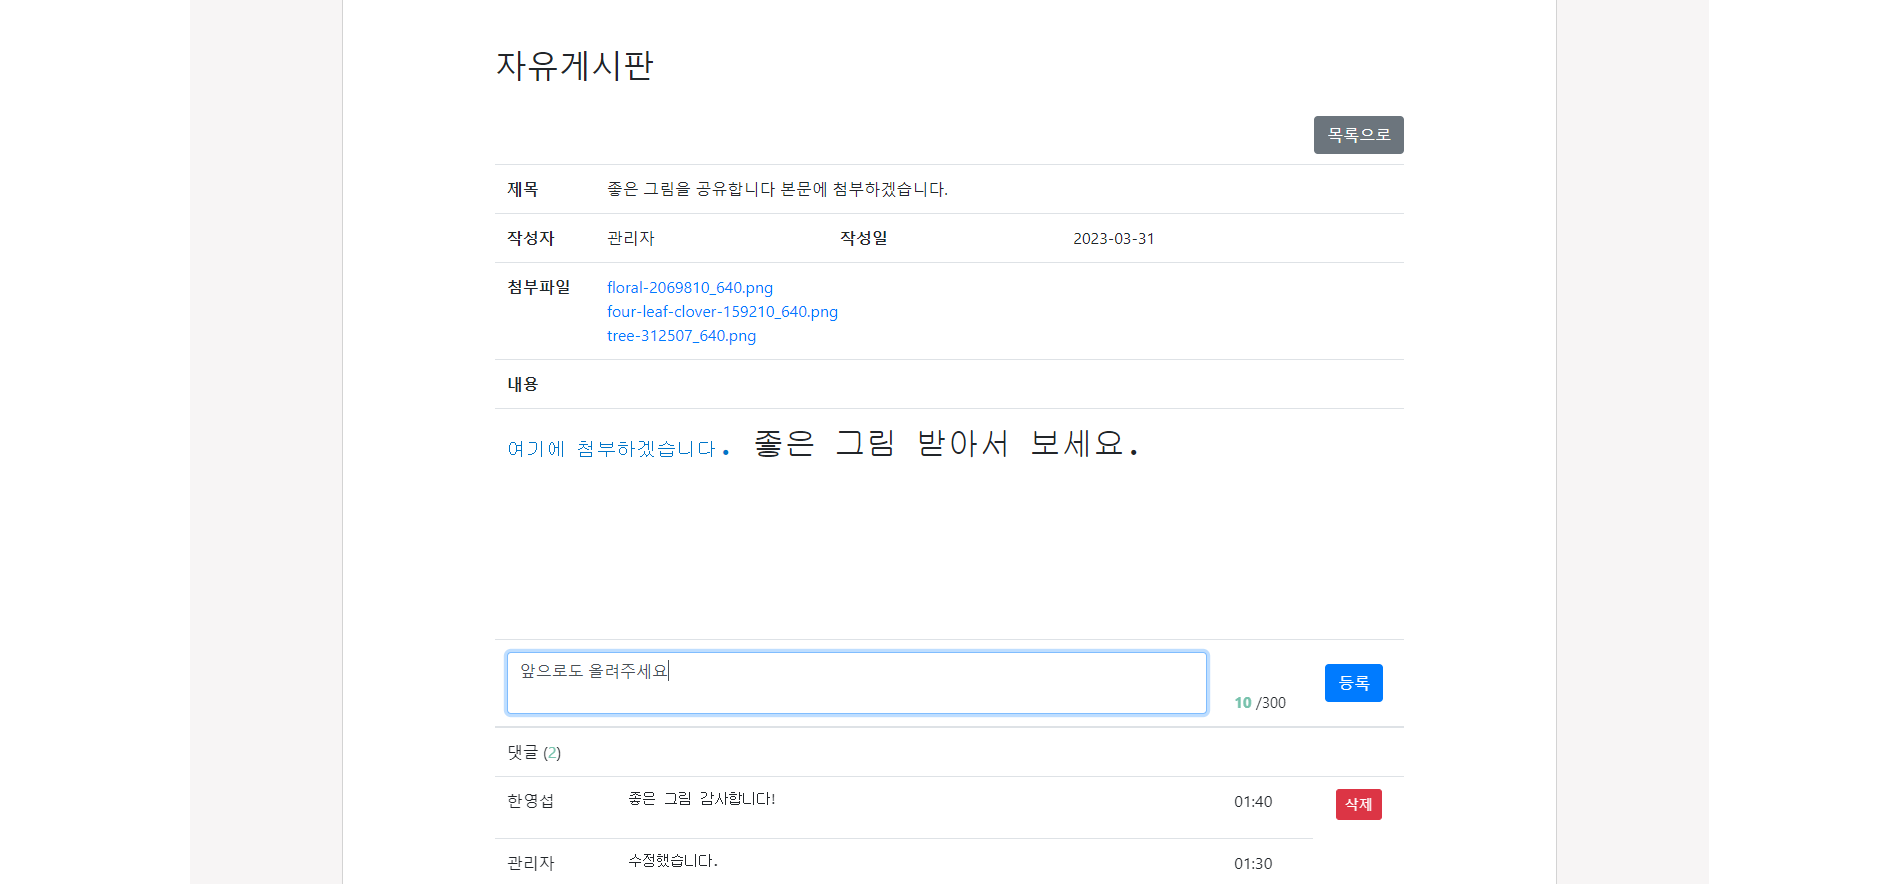 자유게시판
목록으로
제목 좋은 그림을 공유합니다 본문에 첨부하겠습니다.
작성자 관리자 작성일 2023-03-31
첨부파일 floral-2069810_640.png
four-leaf-clover-159210_640.png
tree-312507_640.png
내용
여기에 첨부하겠습니다. 좋은 그림 받아서 보세요.
앞으로도 올려주세요
10 /300 등록
댓글 (2)
한영섭 좋은 그림 감사합니다! 01:40 삭제
관리자 수정했습니다. 01:30